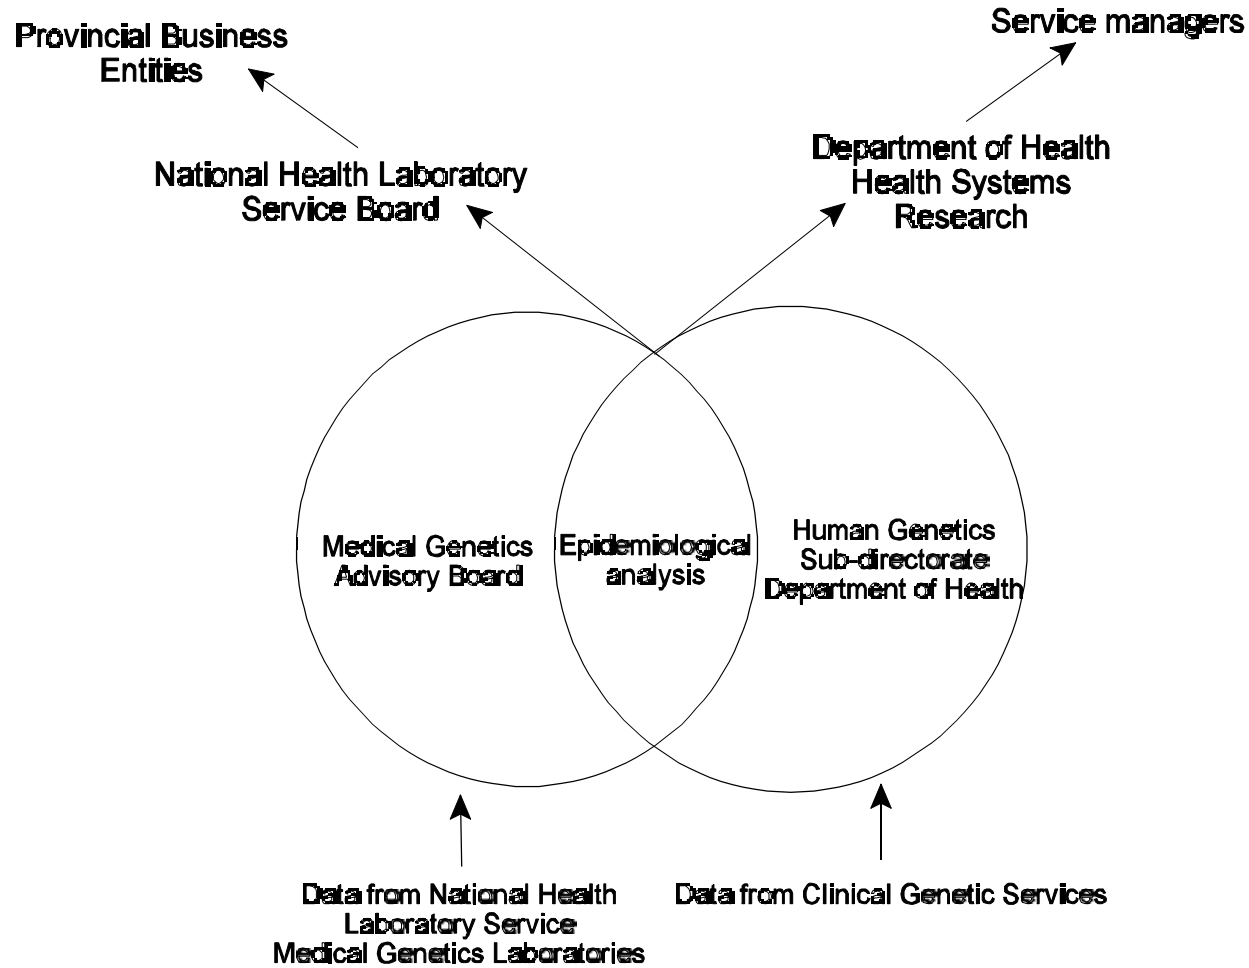 Provincial Business
Entities
Service managers
National Health Laboratory
Service Board
Department of Health
Health Systems
Research
Medical Genetics
Advisory Board
Epidemiological
analysis
Human Genetics
Sub-directorate
Department of Health
Data from National Health
Laboratory Service
Medical Genetics Laboratories
Data from Clinical Genetic Services